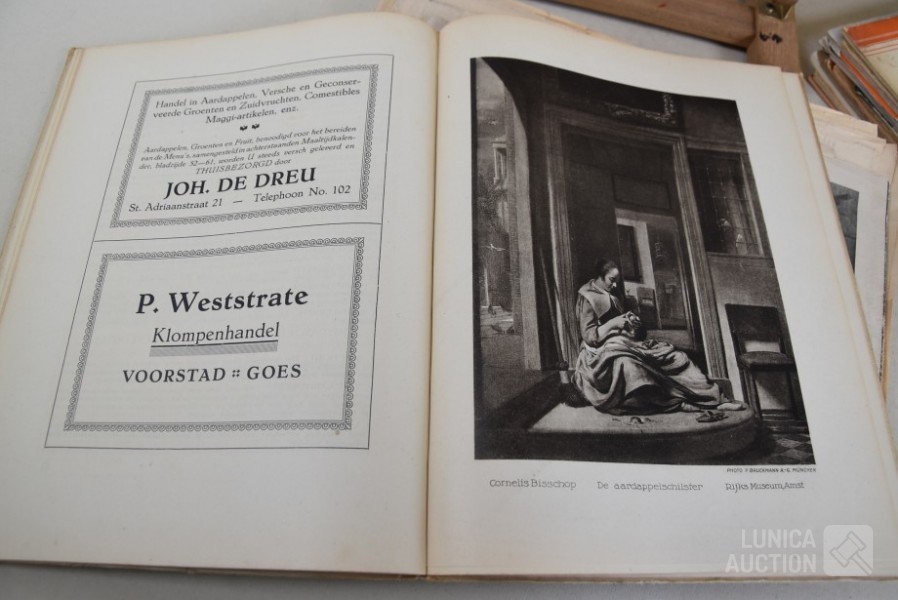 Handel in Aardappelen, Versche en Geconser-
veerde Groenten en Zuidvruchten, Comestibles
Maggi-artikelen, enz.
Aardappelen, Groenten en Fruit, benoodigd voor het bereiden
van de Menu's, samengesteld in achterstaanden Maaltijdkalen-
der, bladzijde 52—61, worden U steeds versch geleverd en
THUISBEZORGD door
JOH. DE DREU
St. Adriaanstraat 21 — Telephoon No. 102
P. Weststrate
Klompenhandel
VOORSTAD :: GOES
PHOTO F. BRUCKMANN A.-G. MÜNCHEN
Cornelis Bisschop De aardappelschilster Rijks Museum, Amst.
LUNICA
AUCTION